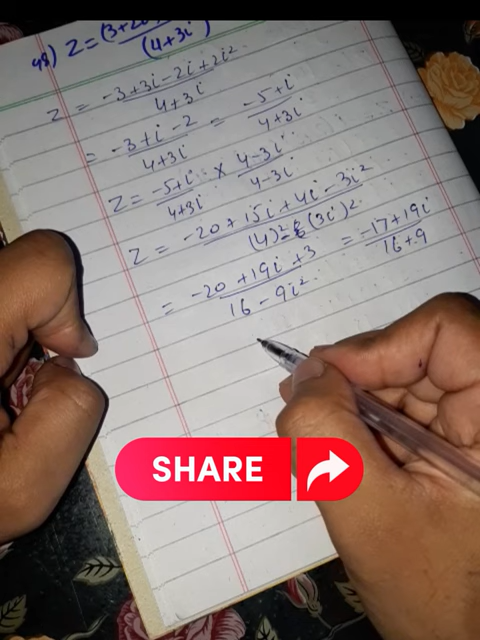 48) Z = (3+2
(4+3i)
Z = -3+3i-2i+2i²
4+3i
= -3+i-2 = -5+i
4+3i 4+3i
Z = -5+i × 4-3i
4+3i 4-3i
Z = -20+15i+4i-3i²
(4)²-(3i)²
= -20+19i+3 = -17+19i
16-9i² 16+9
SHARE